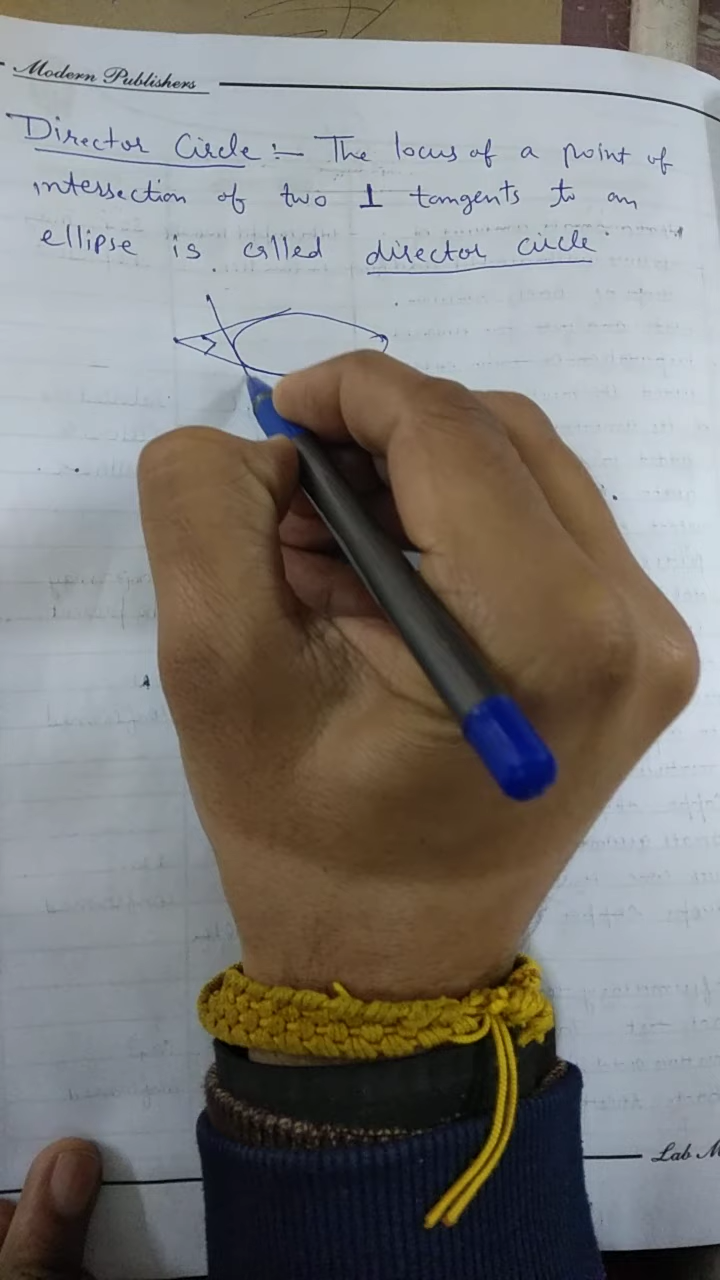 Modern Publishers
Director Circle :- The locus of a point of
intersection of two ⊥ tangents to an
ellipse is called director circle.
Lab M